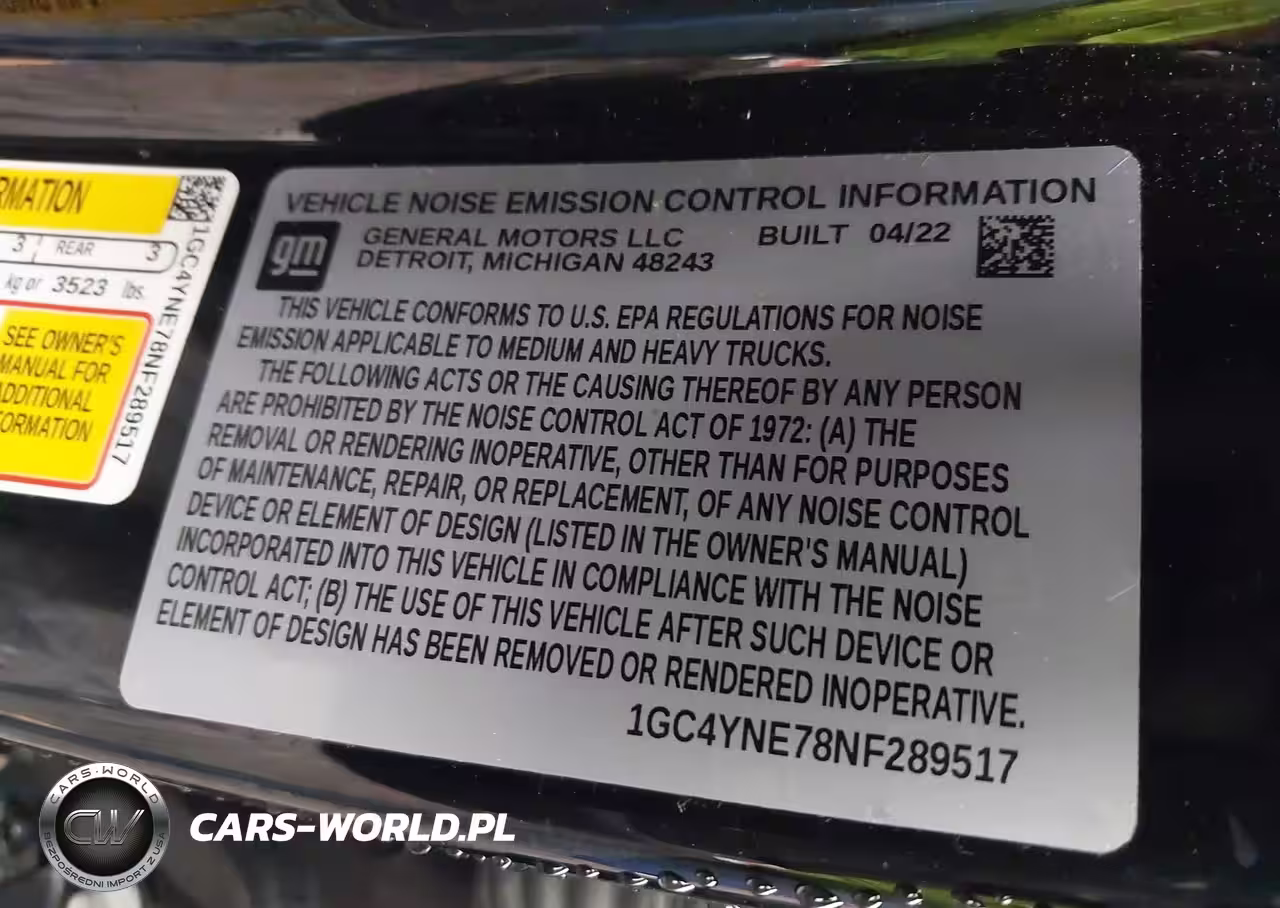 RMATION
3 REAR 3
kg or 3523 lbs.
SEE OWNER'S
MANUAL FOR
ADDITIONAL
ORMATION
1GC4YNE78NF289517
VEHICLE NOISE EMISSION CONTROL INFORMATION
gm
GENERAL MOTORS LLC BUILT 04/22
DETROIT, MICHIGAN 48243
THIS VEHICLE CONFORMS TO U.S. EPA REGULATIONS FOR NOISE
EMISSION APPLICABLE TO MEDIUM AND HEAVY TRUCKS.
THE FOLLOWING ACTS OR THE CAUSING THEREOF BY ANY PERSON
ARE PROHIBITED BY THE NOISE CONTROL ACT OF 1972: (A) THE
REMOVAL OR RENDERING INOPERATIVE, OTHER THAN FOR PURPOSES
OF MAINTENANCE, REPAIR, OR REPLACEMENT, OF ANY NOISE CONTROL
DEVICE OR ELEMENT OF DESIGN (LISTED IN THE OWNER'S MANUAL)
INCORPORATED INTO THIS VEHICLE IN COMPLIANCE WITH THE NOISE
CONTROL ACT; (B) THE USE OF THIS VEHICLE AFTER SUCH DEVICE OR
ELEMENT OF DESIGN HAS BEEN REMOVED OR RENDERED INOPERATIVE.
1GC4YNE78NF289517
CARS-WORLD
CW
BEZPOŚREDNI IMPORT Z USA
CARS-WORLD.PL